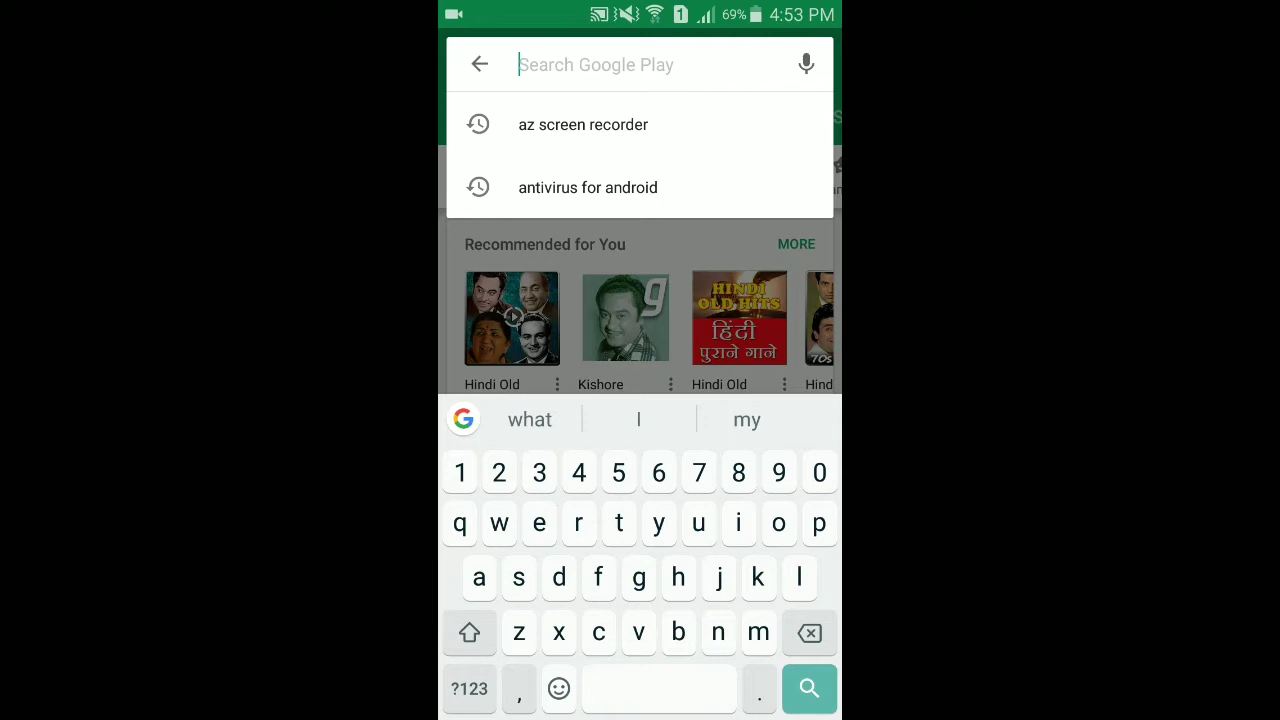 1 69% 4:53 PM
Search Google Play
az screen recorder
antivirus for android
Recommended for You MORE
g
HINDI
OLD HITS
हिंदी
पुराने गाने
70s
Hindi Old Kishore Hindi Old Hind
G what I my
1 2 3 4 5 6 7 8 9 0
q w e r t y u i o p
a s d f g h j k l
z x c v b n m
?123 , .